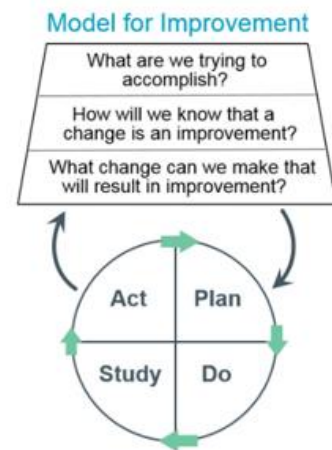 Model for Improvement
What are we trying to
accomplish?
How will we know that a
change is an improvement?
What change can we make that
will result in improvement?
Act
Plan
Study
Do